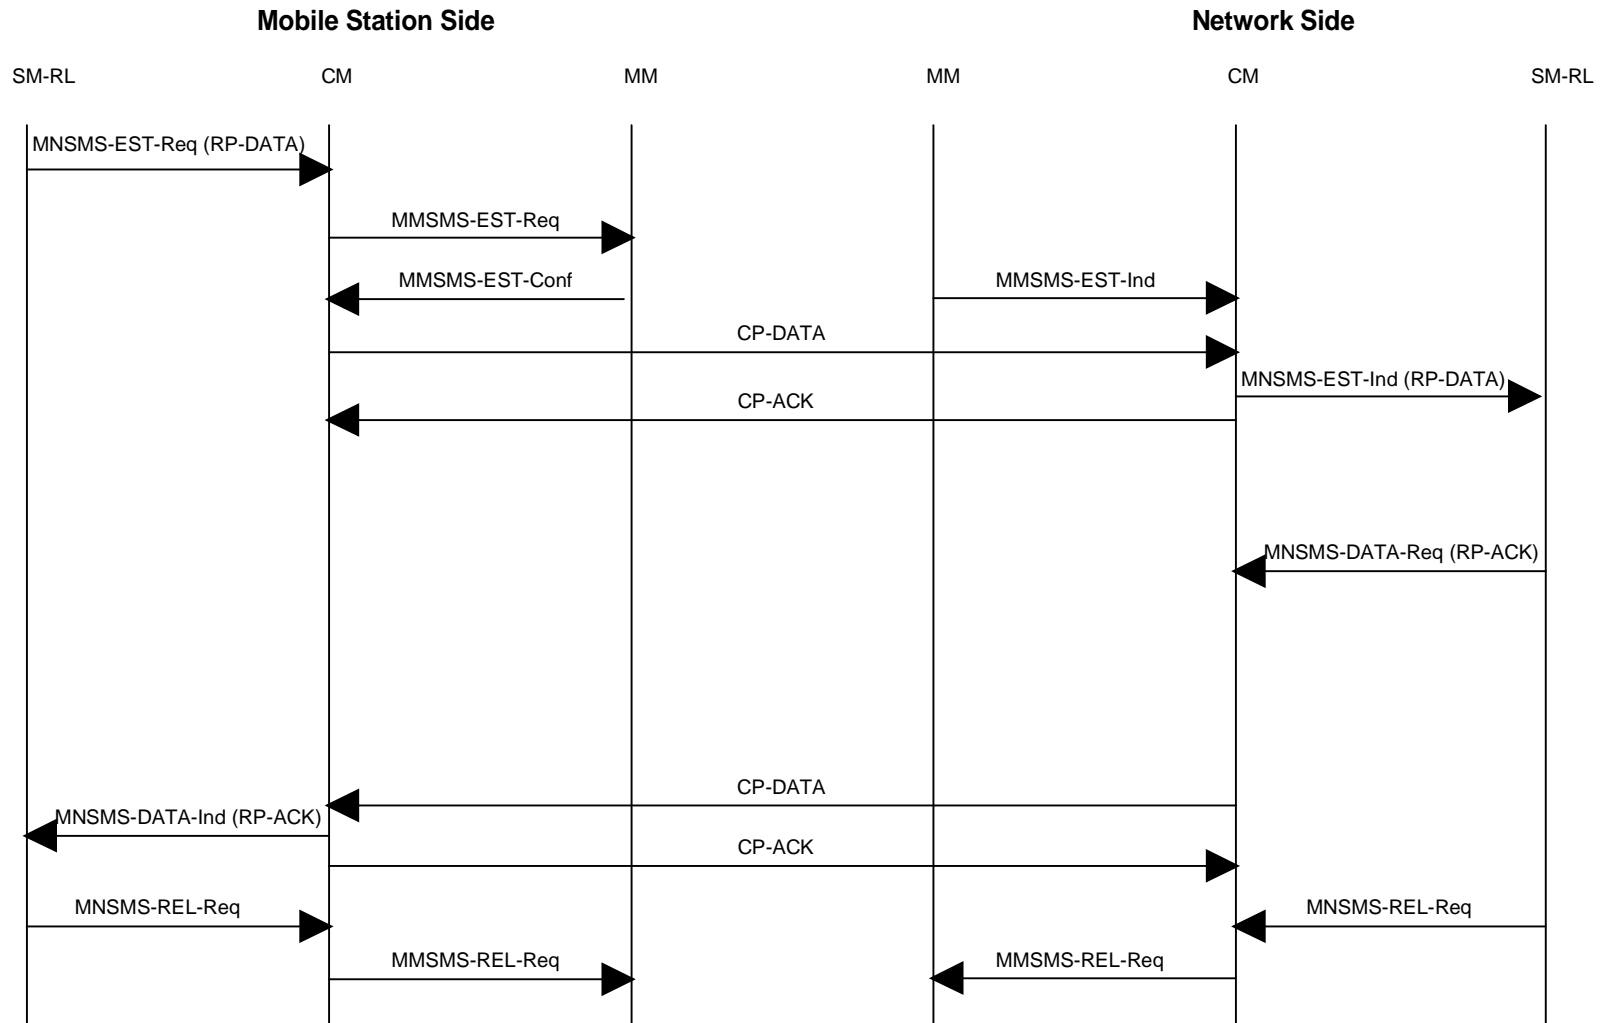 Mobile Station Side
Network Side
SM-RL
CM
MM
MM
CM
SM-RL
MNSMS-EST-Req (RP-DATA)
MMSMS-EST-Req
MMSMS-EST-Conf
MMSMS-EST-Ind
CP-DATA
MNSMS-EST-Ind (RP-DATA)
CP-ACK
MNSMS-DATA-Req (RP-ACK)
CP-DATA
MNSMS-DATA-Ind (RP-ACK)
CP-ACK
MNSMS-REL-Req
MNSMS-REL-Req
MMSMS-REL-Req
MMSMS-REL-Req